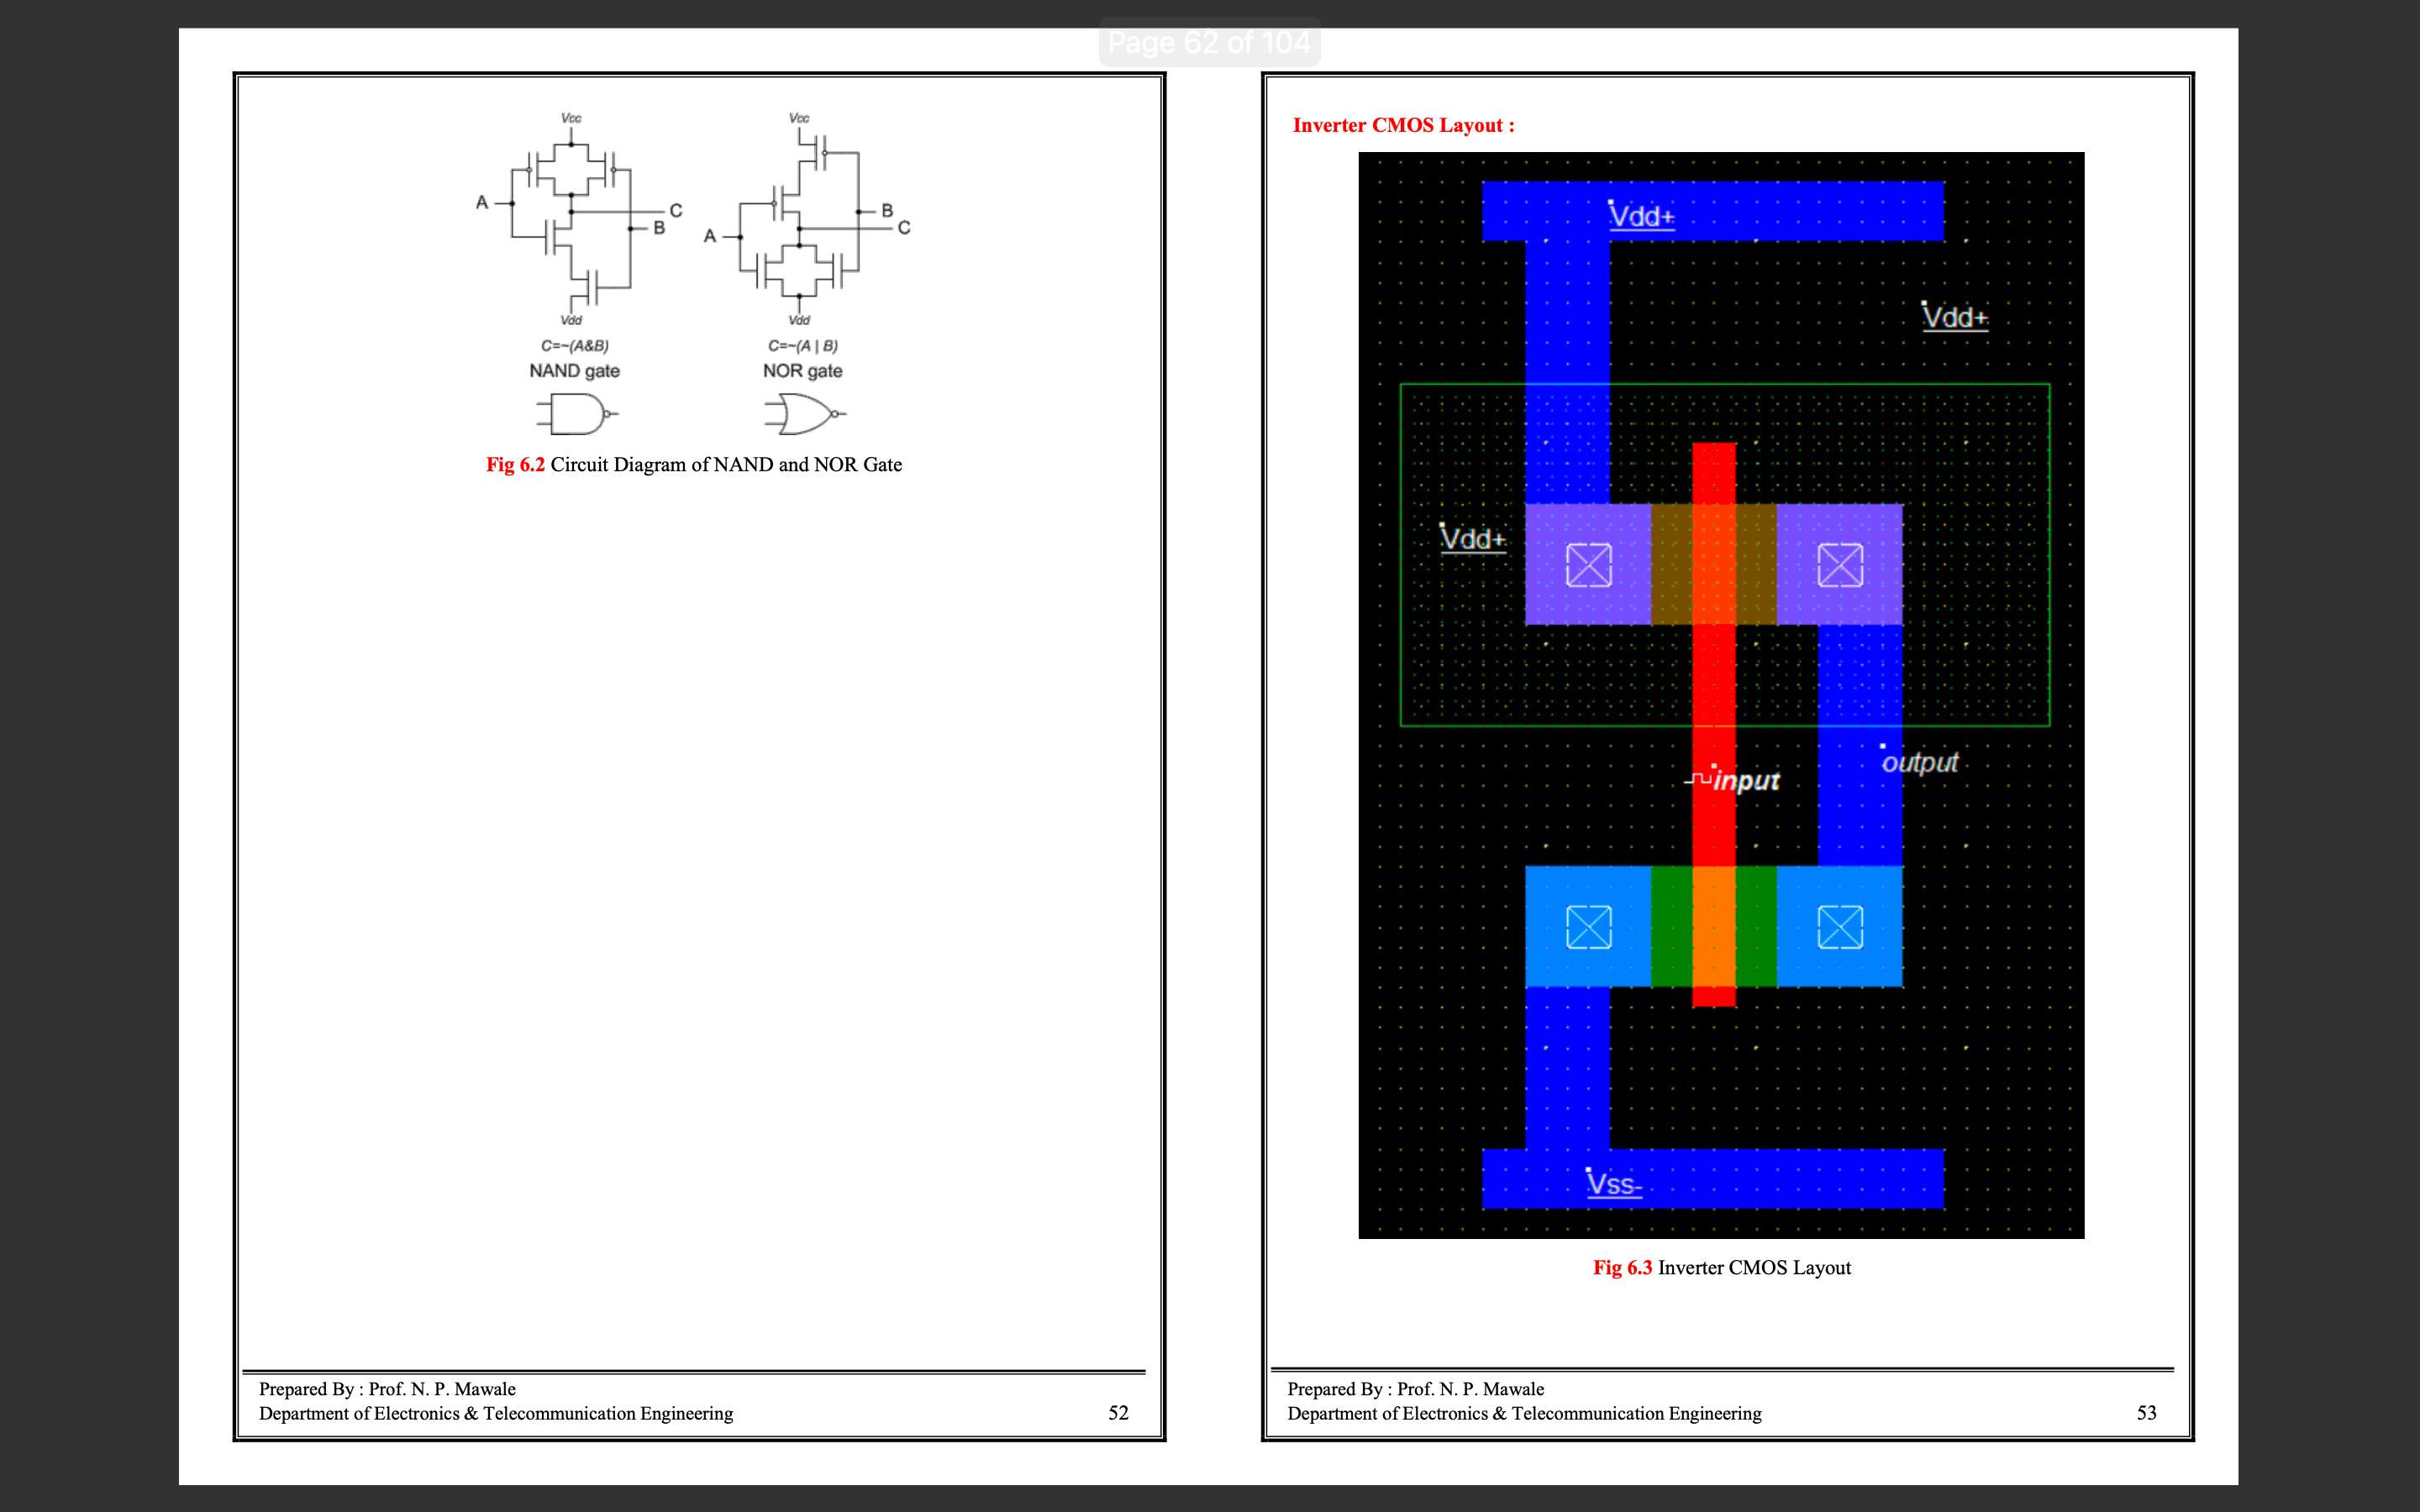 Page 62 of 104
Vcc
Vcc
A
C
B
A
B
C
Vdd
Vdd
C=~(A&B)
C=~(A | B)
NAND gate
NOR gate
Fig 6.2 Circuit Diagram of NAND and NOR Gate
Prepared By : Prof. N. P. Mawale
Department of Electronics & Telecommunication Engineering
52
Inverter CMOS Layout :
Vdd+
Vdd+
Vdd+
output
input
Vss-
Fig 6.3 Inverter CMOS Layout
Prepared By : Prof. N. P. Mawale
Department of Electronics & Telecommunication Engineering
53